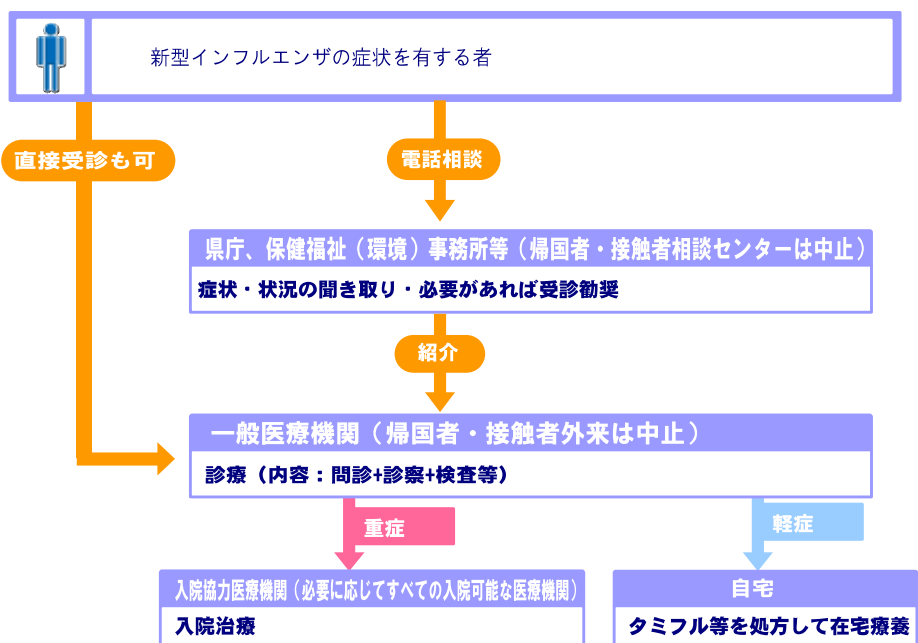 新型インフルエンザの症状を有する者
直接受診も可
電話相談
県庁、保健福祉（環境）事務所等（帰国者・接触者相談センターは中止）
症状・状況の聞き取り・必要があれば受診勧奨
紹介
一般医療機関（帰国者・接触者外来は中止）
診療（内容：問診+診察+検査等）
重症
軽症
入院協力医療機関（必要に応じてすべての入院可能な医療機関）
入院治療
自宅
タミフル等を処方して在宅療養